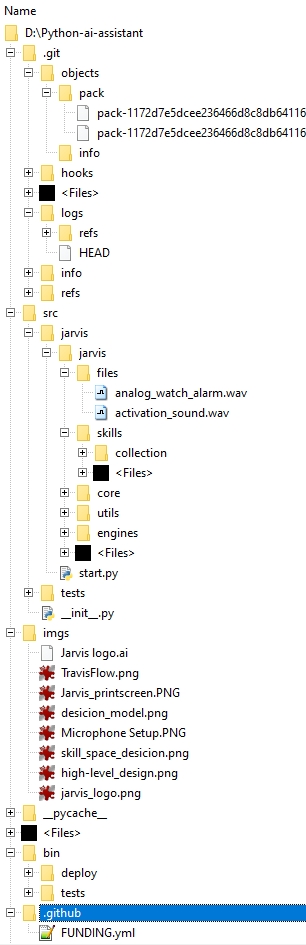 Name
D:\Python-ai-assistant
.git
objects
pack
pack-1172d7e5dcee236466d8c8db64116
pack-1172d7e5dcee236466d8c8db64116
info
hooks
<Files>
logs
refs
HEAD
info
refs
src
jarvis
jarvis
files
analog_watch_alarm.wav
activation_sound.wav
skills
collection
<Files>
core
utils
engines
<Files>
start.py
tests
__init__.py
imgs
Jarvis logo.ai
TravisFlow.png
Jarvis_printscreen.PNG
desicion_model.png
Microphone Setup.PNG
skill_space_desicion.png
high-level_design.png
jarvis_logo.png
__pycache__
<Files>
bin
deploy
tests
.github
FUNDING.yml